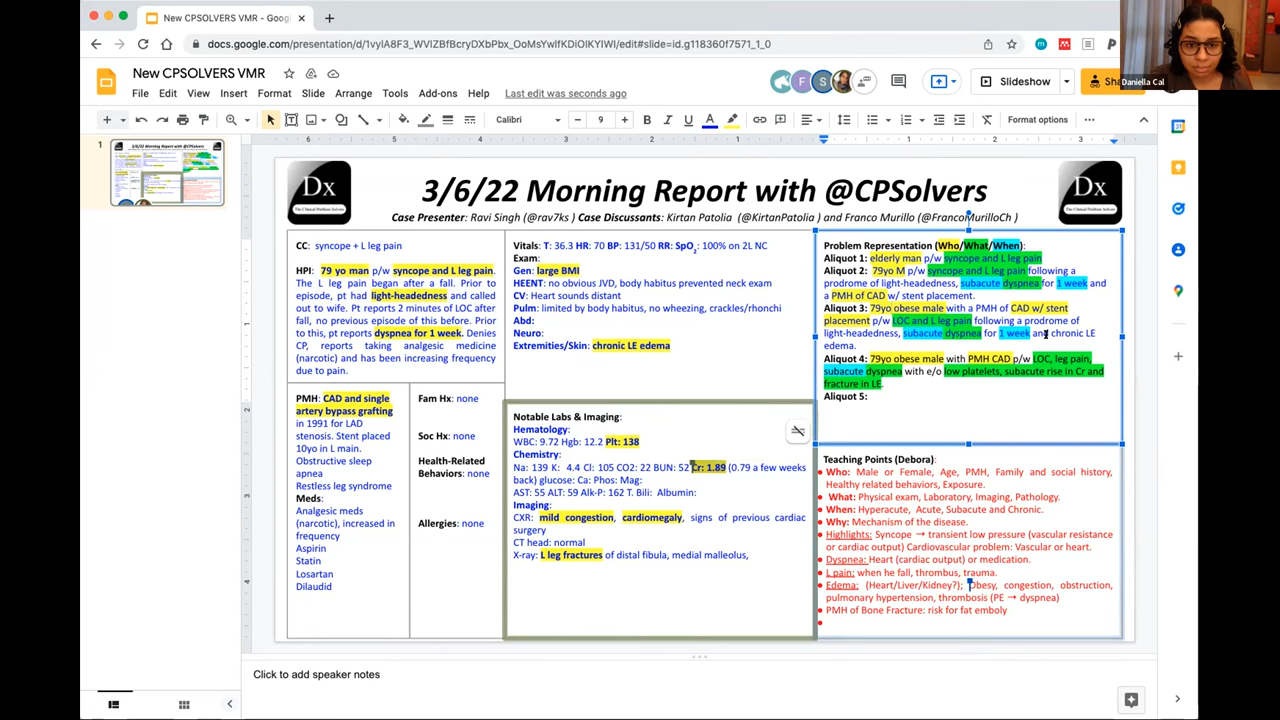 New CPSOLVERS VMR - Goog
docs.google.com/presentation/d/1vyIA8F3_WVIZBfBcryDXbPbx_OoMsYwlfKDiOlKYIWI/edit#slide=id.g118360f7571_1_0
Daniella Cal
New CPSOLVERS VMR
File Edit View Insert Format Slide Arrange Tools Add-ons Help Last edit was seconds ago
Slideshow
Calibri 9
Format options
1
3/6/22 Morning Report with @CPSolvers
Case Presenter: Ravi Singh (@rav7ks ) Case Discussants: Kirtan Patolia (@KirtanPatolia ) and Franco Murillo (@FrancoMurilloCh )
Dx
The Clinical Problem Solvers
Dx
The Clinical Problem Solvers
CC: syncope + L leg pain
HPI: 79 yo man p/w syncope and L leg pain.
The L leg pain began after a fall. Prior to
episode, pt had light-headedness and called
out to wife. Pt reports 2 minutes of LOC after
fall, no previous episode of this before. Prior
to this, pt reports dyspnea for 1 week. Denies
CP, reports taking analgesic medicine
(narcotic) and has been increasing frequency
due to pain.
PMH: CAD and single
artery bypass grafting
in 1991 for LAD
stenosis. Stent placed
10yo in L main.
Obstructive sleep
apnea
Restless leg syndrome
Meds:
Analgesic meds
(narcotic), increased in
frequency
Aspirin
Statin
Losartan
Dilaudid
Fam Hx: none
Soc Hx: none
Health-Related
Behaviors: none
Allergies: none
Vitals: T: 36.3 HR: 70 BP: 131/50 RR: SpO2: 100% on 2L NC
Exam:
Gen: large BMI
HEENT: no obvious JVD, body habitus prevented neck exam
CV: Heart sounds distant
Pulm: limited by body habitus, no wheezing, crackles/rhonchi
Abd:
Neuro:
Extremities/Skin: chronic LE edema
Notable Labs & Imaging:
Hematology:
WBC: 9.72 Hgb: 12.2 Plt: 138
Chemistry:
Na: 139 K: 4.4 Cl: 105 CO2: 22 BUN: 52 Cr: 1.89 (0.79 a few weeks
back) glucose: Ca: Phos: Mag:
AST: 55 ALT: 59 Alk-P: 162 T. Bili: Albumin:
Imaging:
CXR: mild congestion, cardiomegaly, signs of previous cardiac
surgery
CT head: normal
X-ray: L leg fractures of distal fibula, medial malleolus,
Problem Representation (Who/What/When):
Aliquot 1: elderly man p/w syncope and L leg pain
Aliquot 2: 79yo M p/w syncope and L leg pain following a
prodrome of light-headedness, subacute dyspnea for 1 week and
a PMH of CAD w/ stent placement.
Aliquot 3: 79yo obese male with a PMH of CAD w/ stent
placement p/w LOC and L leg pain following a prodrome of
light-headedness, subacute dyspnea for 1 week and chronic LE
edema.
Aliquot 4: 79yo obese male with PMH CAD p/w LOC, leg pain,
subacute dyspnea with e/o low platelets, subacute rise in Cr and
fracture in LE.
Aliquot 5:
Teaching Points (Debora):
Who: Male or Female, Age, PMH, Family and social history,
Healthy related behaviors, Exposure.
What: Physical exam, Laboratory, Imaging, Pathology.
When: Hyperacute, Acute, Subacute and Chronic.
Why: Mechanism of the disease.
Highlights: Syncope → transient low pressure (vascular resistance
or cardiac output) Cardiovascular problem: Vascular or heart.
Dyspnea: Heart (cardiac output) or medication.
L pain: when he fall, thrombus, trauma.
Edema: (Heart/Liver/Kidney?); Obesy, congestion, obstruction,
pulmonary hypertension, thrombosis (PE → dyspnea)
PMH of Bone Fracture: risk for fat emboly
Click to add speaker notes